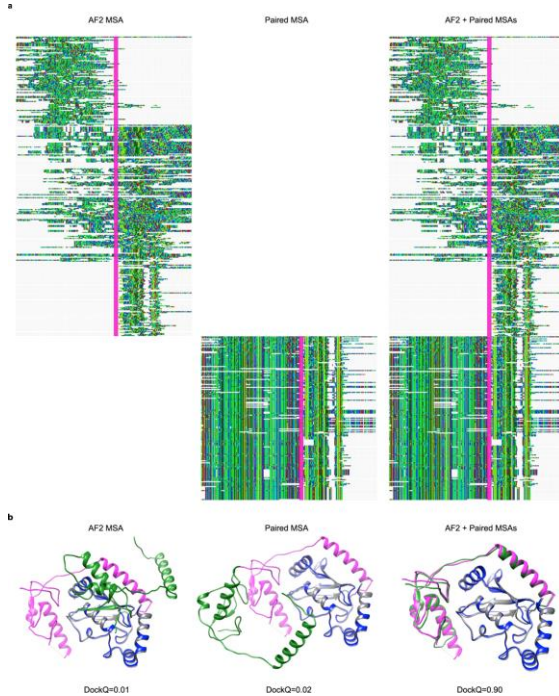 a
AF2 MSA Paired MSA AF2 + Paired MSAs
b
AF2 MSA Paired MSA AF2 + Paired MSAs
DockQ=0.01 DockQ=0.02 DockQ=0.90